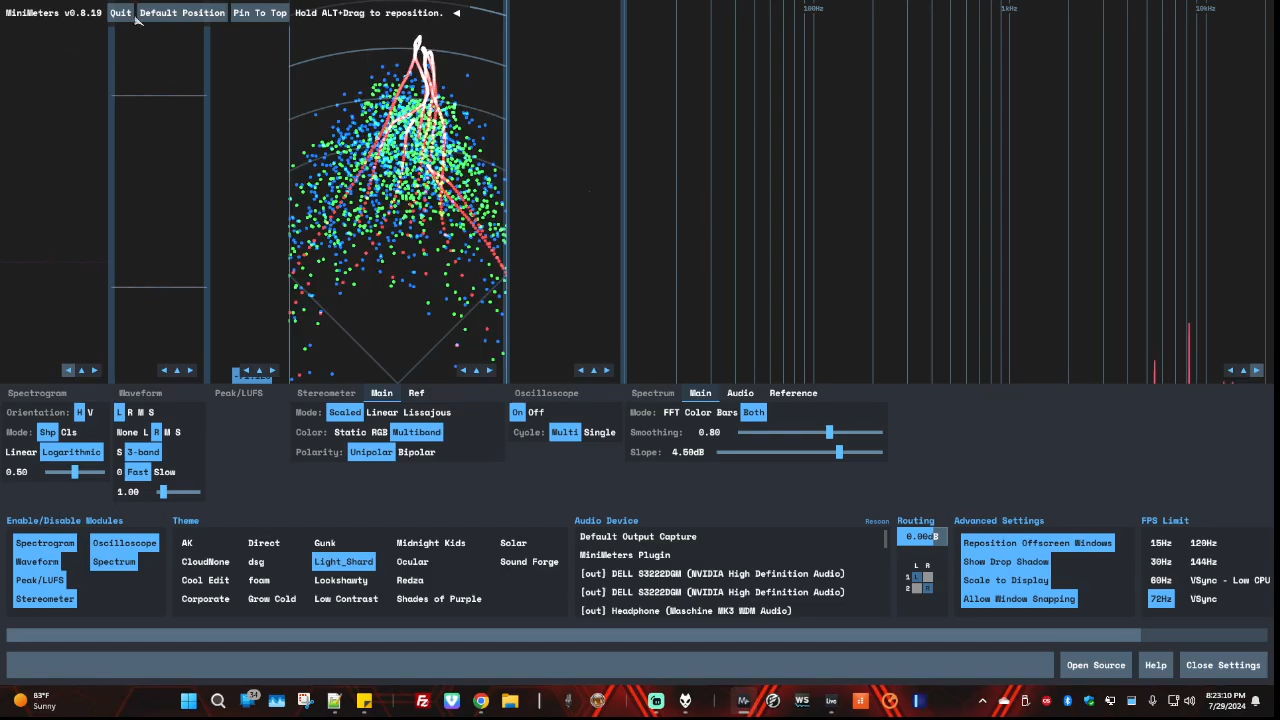 MiniMeters v0.8.19 Quit Default Position Pin To Top Hold ALT+Drag to reposition.
100Hz 1kHz 10kHz
Spectrogram Waveform Peak/LUFS Stereometer Main Ref Oscilloscope Spectrum Main Audio Reference
Orientation: H V L R M S Mode: Scaled Linear Lissajous On Off Mode: FFT Color Bars Both
Mode: Shp Cls None L R M S Color: Static RGB Multiband Cycle: Multi Single Smoothing: 0.80
Linear Logarithmic S 3-band Polarity: Unipolar Bipolar Slope: 4.50dB
0.50 0 Fast Slow
1.00
Enable/Disable Modules Theme Audio Device Rescan Routing Advanced Settings FPS Limit
Spectrogram Oscilloscope AK Direct Gunk Midnight Kids Solar Default Output Capture 0.00dB Reposition Offscreen Windows 15Hz 120Hz
Waveform Spectrum CloudNone dsg Light_Shard Ocular Sound Forge MiniMeters Plugin L R Show Drop Shadow 30Hz 144Hz
Peak/LUFS Cool Edit foam Lookshawty Redza [out] DELL S3222DGM (NVIDIA High Definition Audio) 1 L Scale to Display 60Hz VSync - Low CPU
Stereometer Corporate Grow Cold Low Contrast Shades of Purple [out] DELL S3222DGM (NVIDIA High Definition Audio) 2 R Allow Window Snapping 72Hz VSync
[out] Headphone (Maschine MK3 WDM Audio)
Open Source Help Close Settings
83°F 34 8:23:10 PM
Mostly sunny 7/29/2024